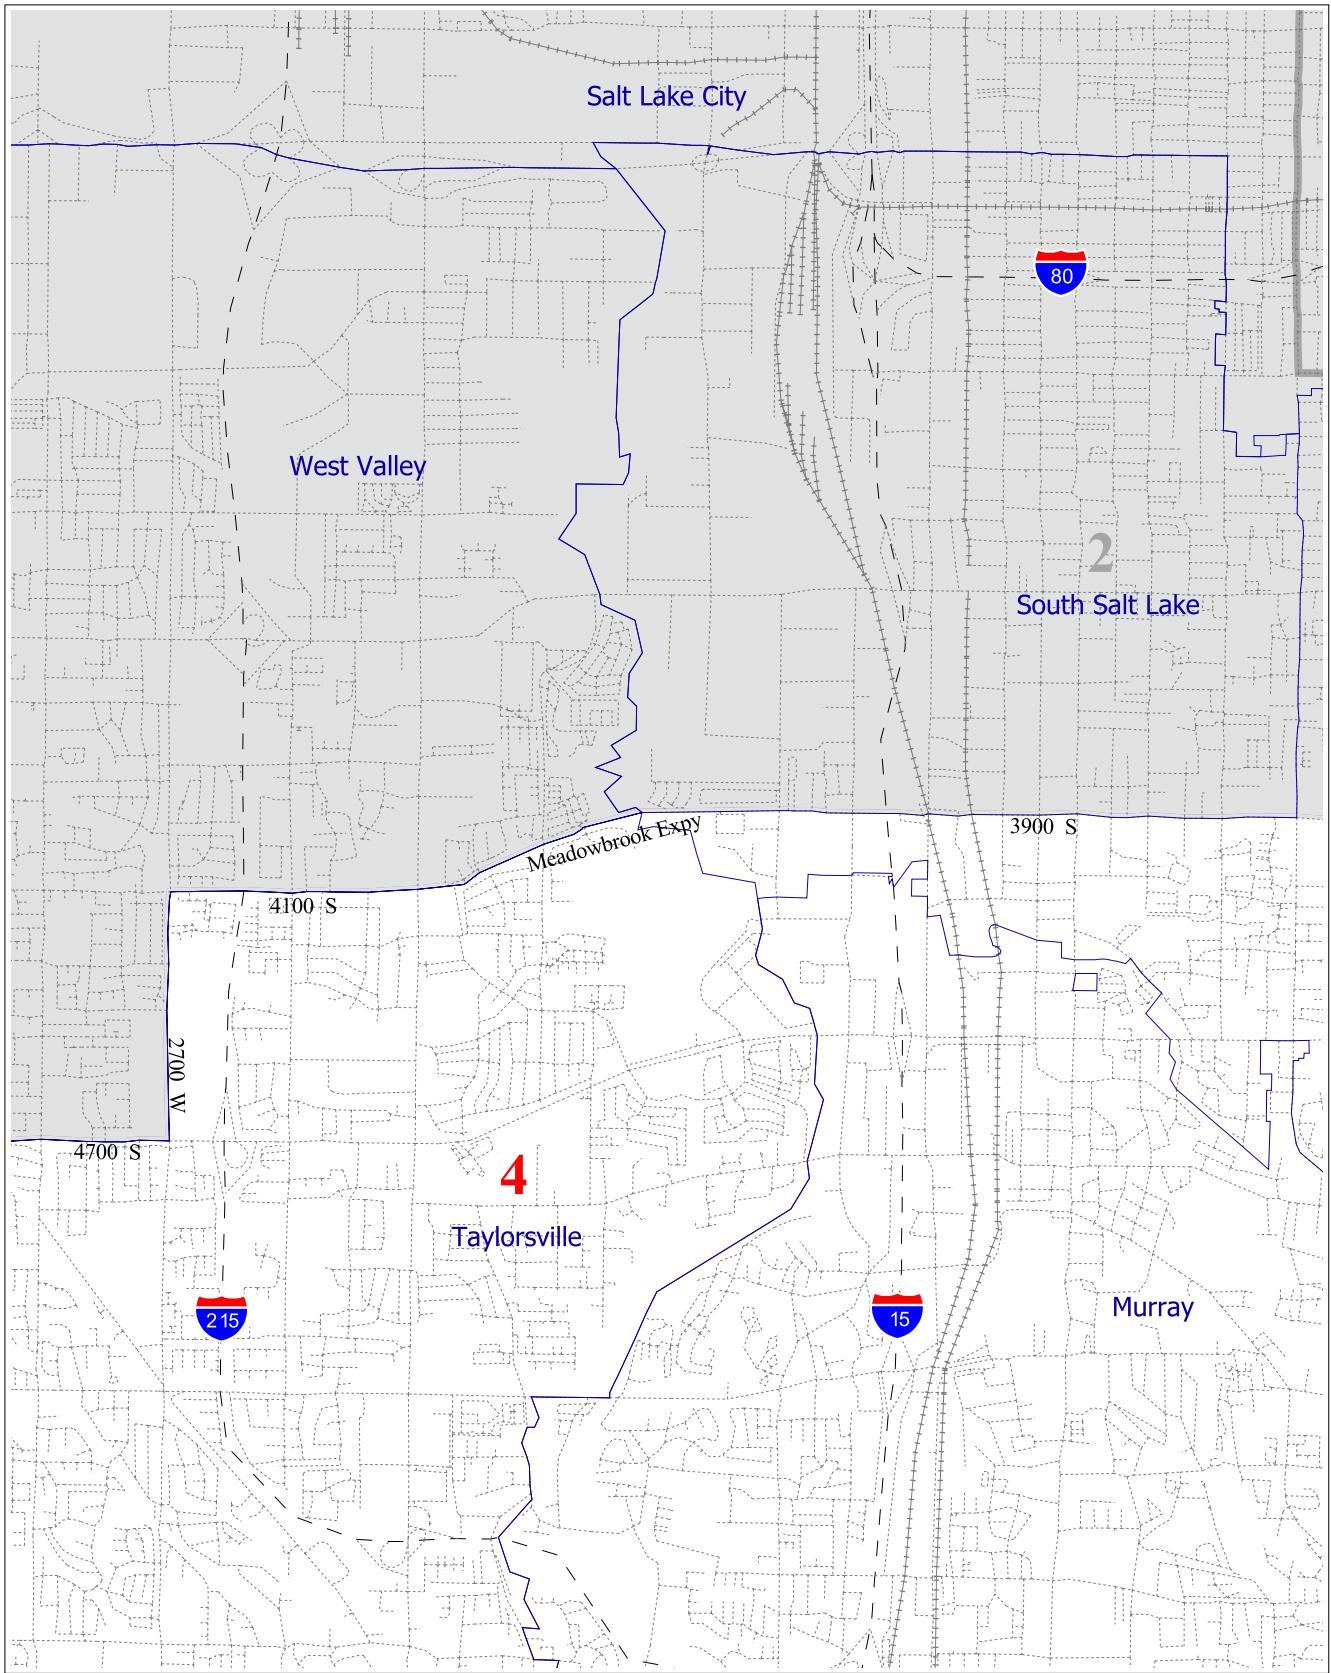 Salt Lake City
80
West Valley
2
South Salt Lake
3900 S
Meadowbrook Expy
4100 S
2700 W
4700 S
4
Taylorsville
215
15
Murray